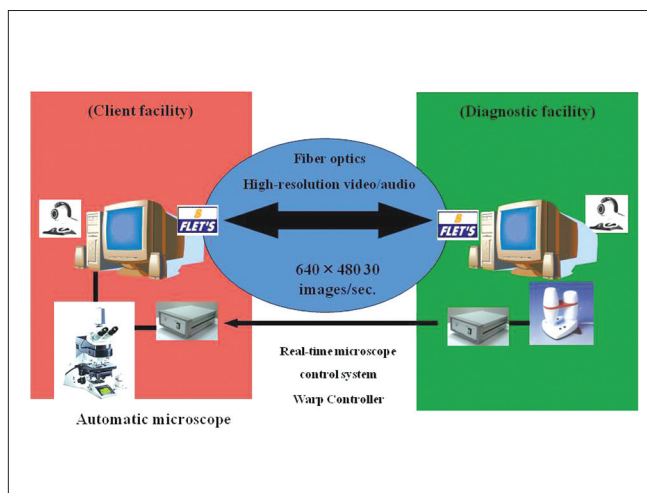 (Client facility)
(Diagnostic facility)
Fiber optics
High-resolution video/audio
B
FLET'S
B
FLET'S
640 × 480 30
images/sec.
Real-time microscope
control system
Warp Controller
Automatic microscope